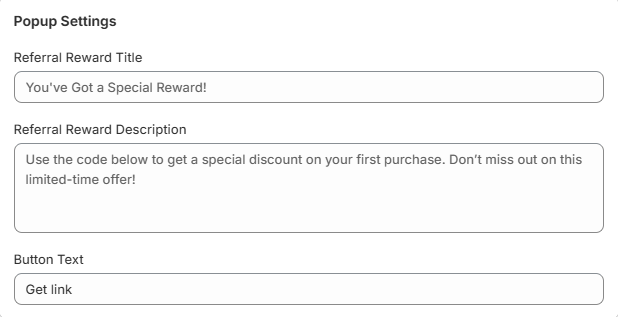 Popup Settings
Referral Reward Title
You've Got a Special Reward!
Referral Reward Description
Use the code below to get a special discount on your first purchase. Don’t miss out on this
limited-time offer!
Button Text
Get link